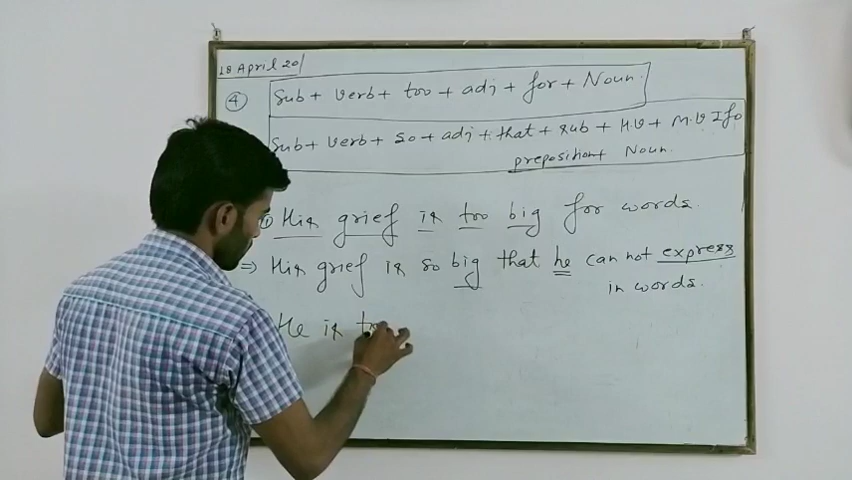 18 April 20
④ Sub + verb + too + adj + for + Noun.
Sub + verb + so + adj + that + sub + H.V + M.V Ifo
preposition + Noun.
① His grief is too big for words.
⇒ His grief is so big that he can not express
in words.
He is